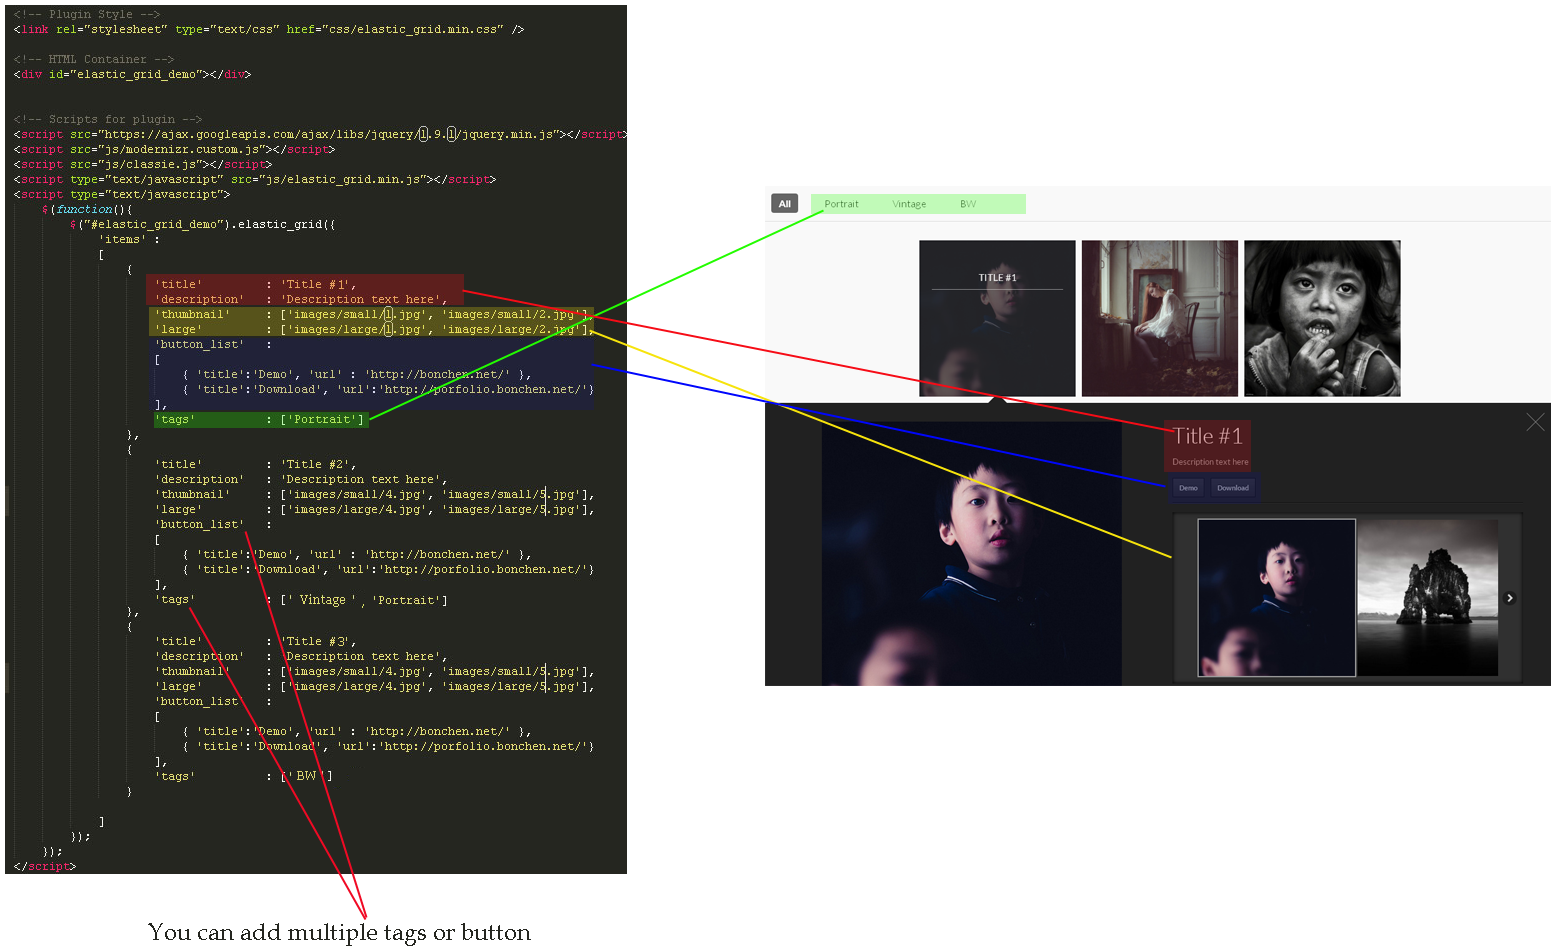 <!-- Plugin Style -->
<link rel="stylesheet" type="text/css" href="css/elastic_grid.min.css" />
<!-- HTML Container -->
<div id="elastic_grid_demo"></div>
<!-- Scripts for plugin -->
<script src="https://ajax.googleapis.com/ajax/libs/jquery/1.9.1/jquery.min.js"></script>
<script src="js/modernizr.custom.js"></script>
<script src="js/classie.js"></script>
<script type="text/javascript" src="js/elastic_grid.min.js"></script>
<script type="text/javascript">
$(function(){
$("#elastic_grid_demo").elastic_grid({
'items' :
[
{
'title' : 'Title #1',
'description' : 'Description text here',
'thumbnail' : ['images/small/1.jpg', 'images/small/2.jpg'],
'large' : ['images/large/1.jpg', 'images/large/2.jpg'],
'button_list' :
[
{ 'title':'Demo', 'url' : 'http://bonchen.net/' },
{ 'title':'Download', 'url':'http://porfolio.bonchen.net/'}
],
'tags' : ['Portrait']
},
{
'title' : 'Title #2',
'description' : 'Description text here',
'thumbnail' : ['images/small/4.jpg', 'images/small/5.jpg'],
'large' : ['images/large/4.jpg', 'images/large/5.jpg'],
'button_list' :
[
{ 'title':'Demo', 'url' : 'http://bonchen.net/' },
{ 'title':'Download', 'url':'http://porfolio.bonchen.net/'}
],
'tags' : [' Vintage ' , 'Portrait']
},
{
'title' : 'Title #3',
'description' : 'Description text here',
'thumbnail' : ['images/small/4.jpg', 'images/small/5.jpg'],
'large' : ['images/large/4.jpg', 'images/large/5.jpg'],
'button_list' :
[
{ 'title':'Demo', 'url' : 'http://bonchen.net/' },
{ 'title':'Download', 'url':'http://porfolio.bonchen.net/'}
],
'tags' : [' BW ']
}
]
});
});
</script>
You can add multiple tags or button
All Portrait Vintage BW
TITLE #1
Title #1
Description text here
Demo Download